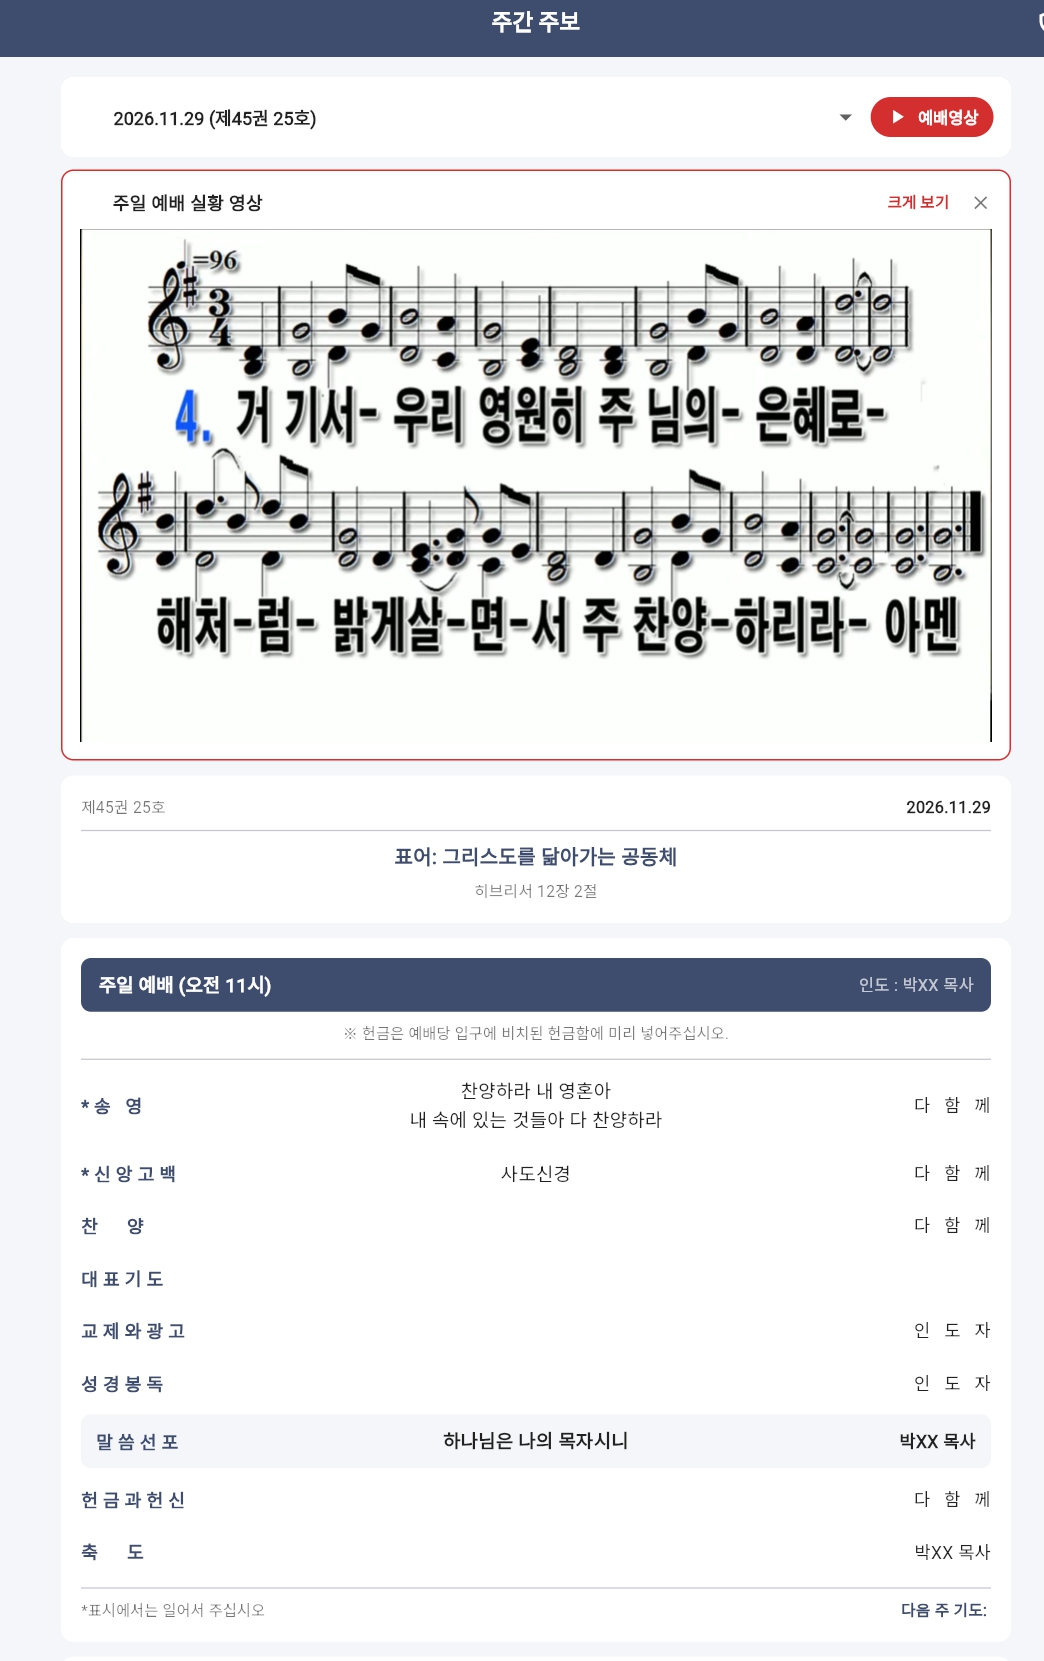 주간 주보
2026.11.29 (제45권 25호)
예배영상
주일 예배 실황 영상
크게 보기
=96
3
4
4. 거 기서- 우리 영원히 주 님의- 은혜로-
해처-럼- 밝게살-면-서 주 찬양-하리라- 아멘
제45권 25호
2026.11.29
표어: 그리스도를 닮아가는 공동체
히브리서 12장 2절
주일 예배 (오전 11시)
인도 : 박XX 목사
※ 헌금은 예배당 입구에 비치된 헌금함에 미리 넣어주십시오.
* 송 영
찬양하라 내 영혼아
내 속에 있는 것들아 다 찬양하라
다 함 께
* 신 앙 고 백
사도신경
다 함 께
찬 양
다 함 께
대 표 기 도
교 제 와 광 고
인 도 자
성 경 봉 독
인 도 자
말 씀 선 포
하나님은 나의 목자시니
박XX 목사
헌 금 과 헌 신
다 함 께
축 도
박XX 목사
*표시에서는 일어서 주십시오
다음 주 기도: